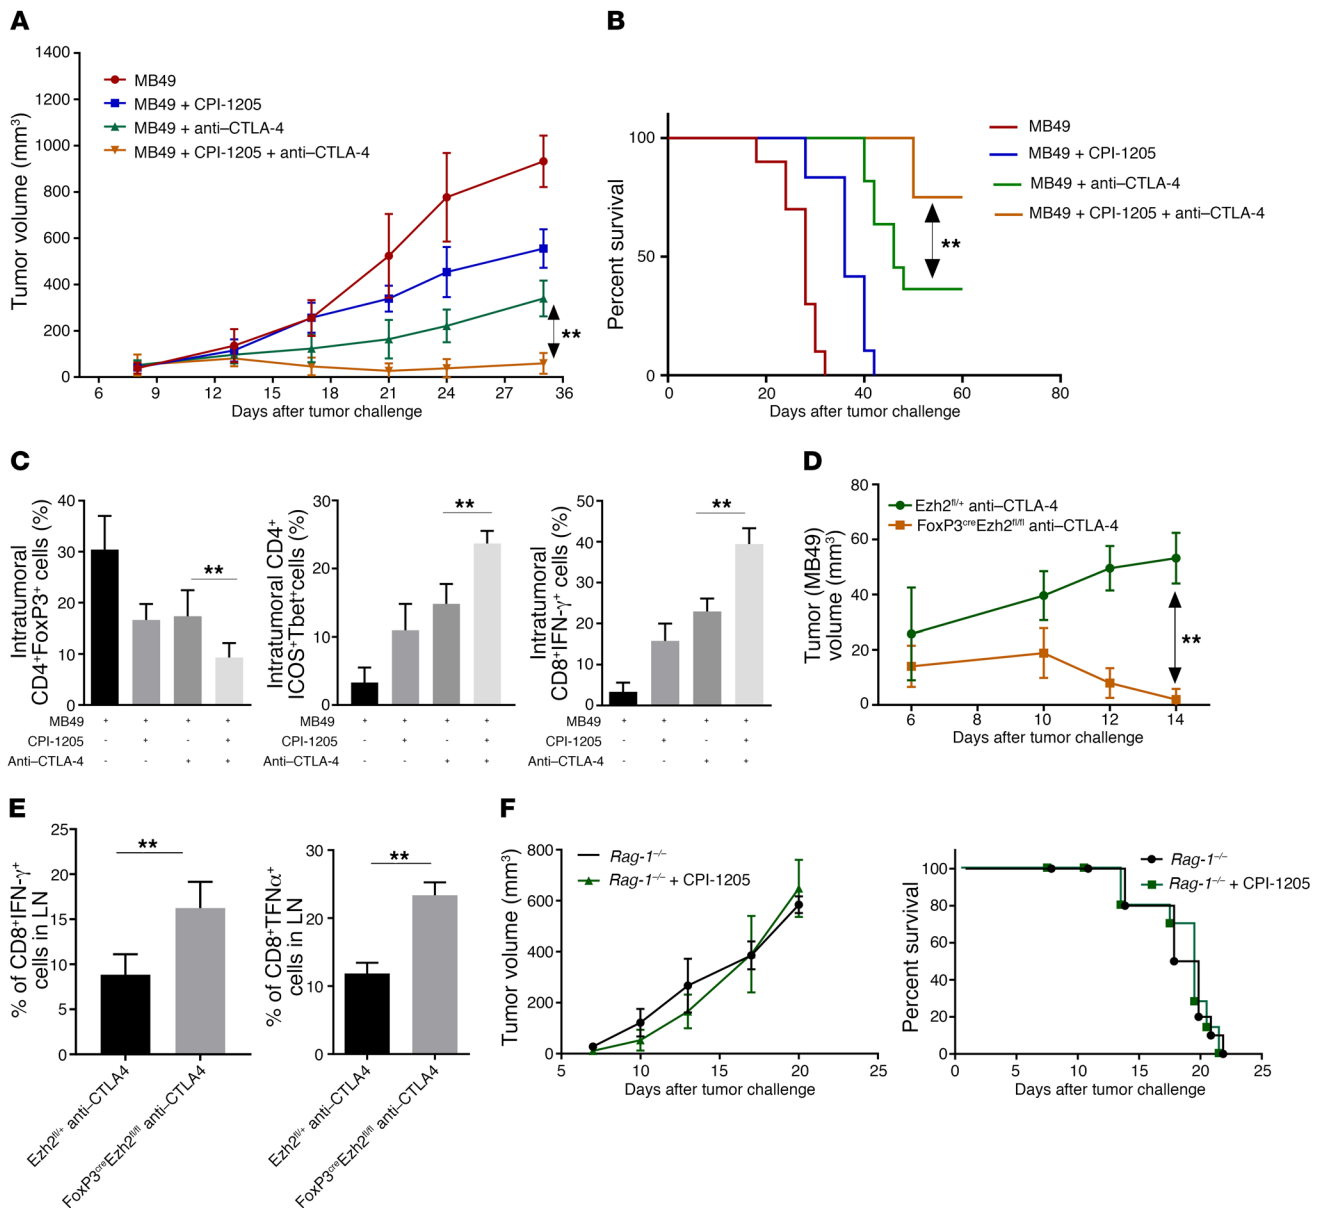 A
Tumor volume (mm³)
1400
1200
1000
800
600
400
200
0
MB49
MB49 + CPI-1205
MB49 + anti–CTLA-4
MB49 + CPI-1205 + anti–CTLA-4
**
6 9 12 15 18 21 24 27 36
Days after tumor challenge
B
Percent survival
100
50
0
MB49
MB49 + CPI-1205
MB49 + anti–CTLA-4
MB49 + CPI-1205 + anti–CTLA-4
**
0 20 40 60 80
Days after tumor challenge
C
Intratumoral
CD4⁺FoxP3⁺ cells (%)
40
30
20
10
0
**
MB49 + + + +
CPI-1205 - + - +
Anti–CTLA-4 - - + +
Intratumoral CD4⁺
ICOS⁺Tbet⁺cells (%)
30
20
10
0
**
MB49 + + + +
CPI-1205 - + - +
Anti–CTLA-4 - - + +
Intratumoral
CD8⁺IFN-γ⁺ cells (%)
50
40
30
20
10
0
**
MB49 + + + +
CPI-1205 - + - +
Anti–CTLA-4 - - + +
D
Tumor (MB49)
volume (mm³)
80
60
40
20
0
Ezh2fl/+ anti–CTLA-4
FoxP3creEzh2fl/fl anti–CTLA-4
**
6 8 10 12 14
Days after tumor challenge
E
% of CD8⁺IFN-γ⁺
cells in LN
25
20
15
10
5
0
**
Ezh2fl/+ anti–CTLA4
FoxP3creEzh2fl/fl anti–CTLA4
% of CD8⁺TFNα⁺
cells in LN
30
20
10
0
**
Ezh2fl/+ anti–CTLA4
FoxP3creEzh2fl/fl anti–CTLA4
F
Tumor volume (mm³)
800
600
400
200
0
Rag-1–/–
Rag-1–/– + CPI-1205
5 10 15 20 25
Days after tumor challenge
Percent survival
100
80
60
40
20
0
Rag-1–/–
Rag-1–/– + CPI-1205
0 5 10 15 20 25
Days after tumor challenge